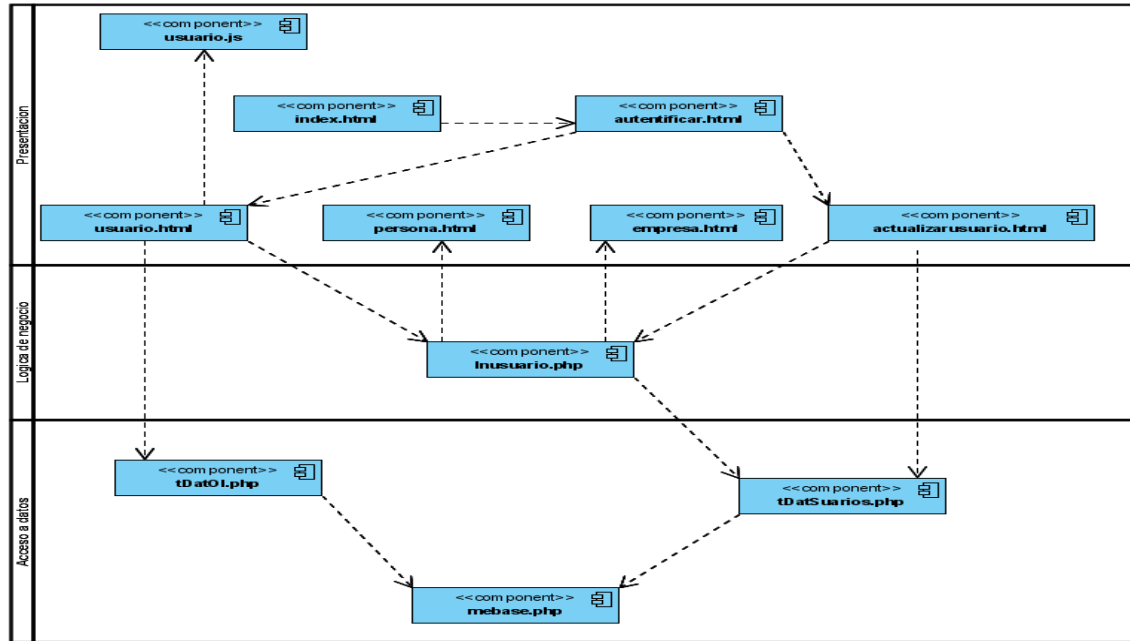 Presentacion
<<component>>
usuario.js
<<component>>
index.html
<<component>>
autentificar.html
<<component>>
usuario.html
<<component>>
persona.html
<<component>>
empresa.html
<<component>>
actualizarusuario.html
Logica de negocio
<<component>>
lnusuario.php
Acceso a datos
<<component>>
tDatOl.php
<<component>>
tDatSuarios.php
<<component>>
mebase.php